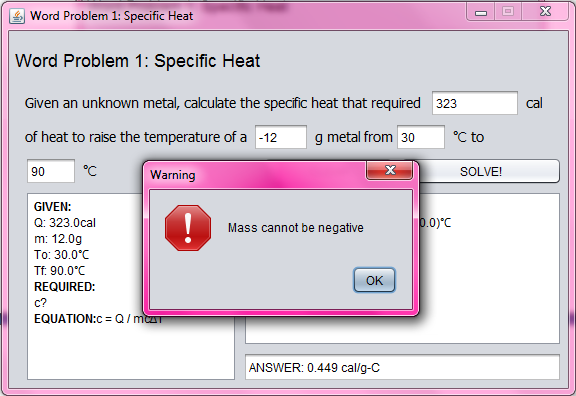 Word Problem 1: Specific Heat
Word Problem 1: Specific Heat
Given an unknown metal, calculate the specific heat that required 323 cal
of heat to raise the temperature of a -12 g metal from 30 °C to
90 °C
SOLVE!
Warning
Mass cannot be negative
OK
GIVEN:
Q: 323.0cal
m: 12.0g
To: 30.0°C
Tf: 90.0°C
REQUIRED:
c?
EQUATION:c = Q / mcΔT
0.0)°C
ANSWER: 0.449 cal/g-C